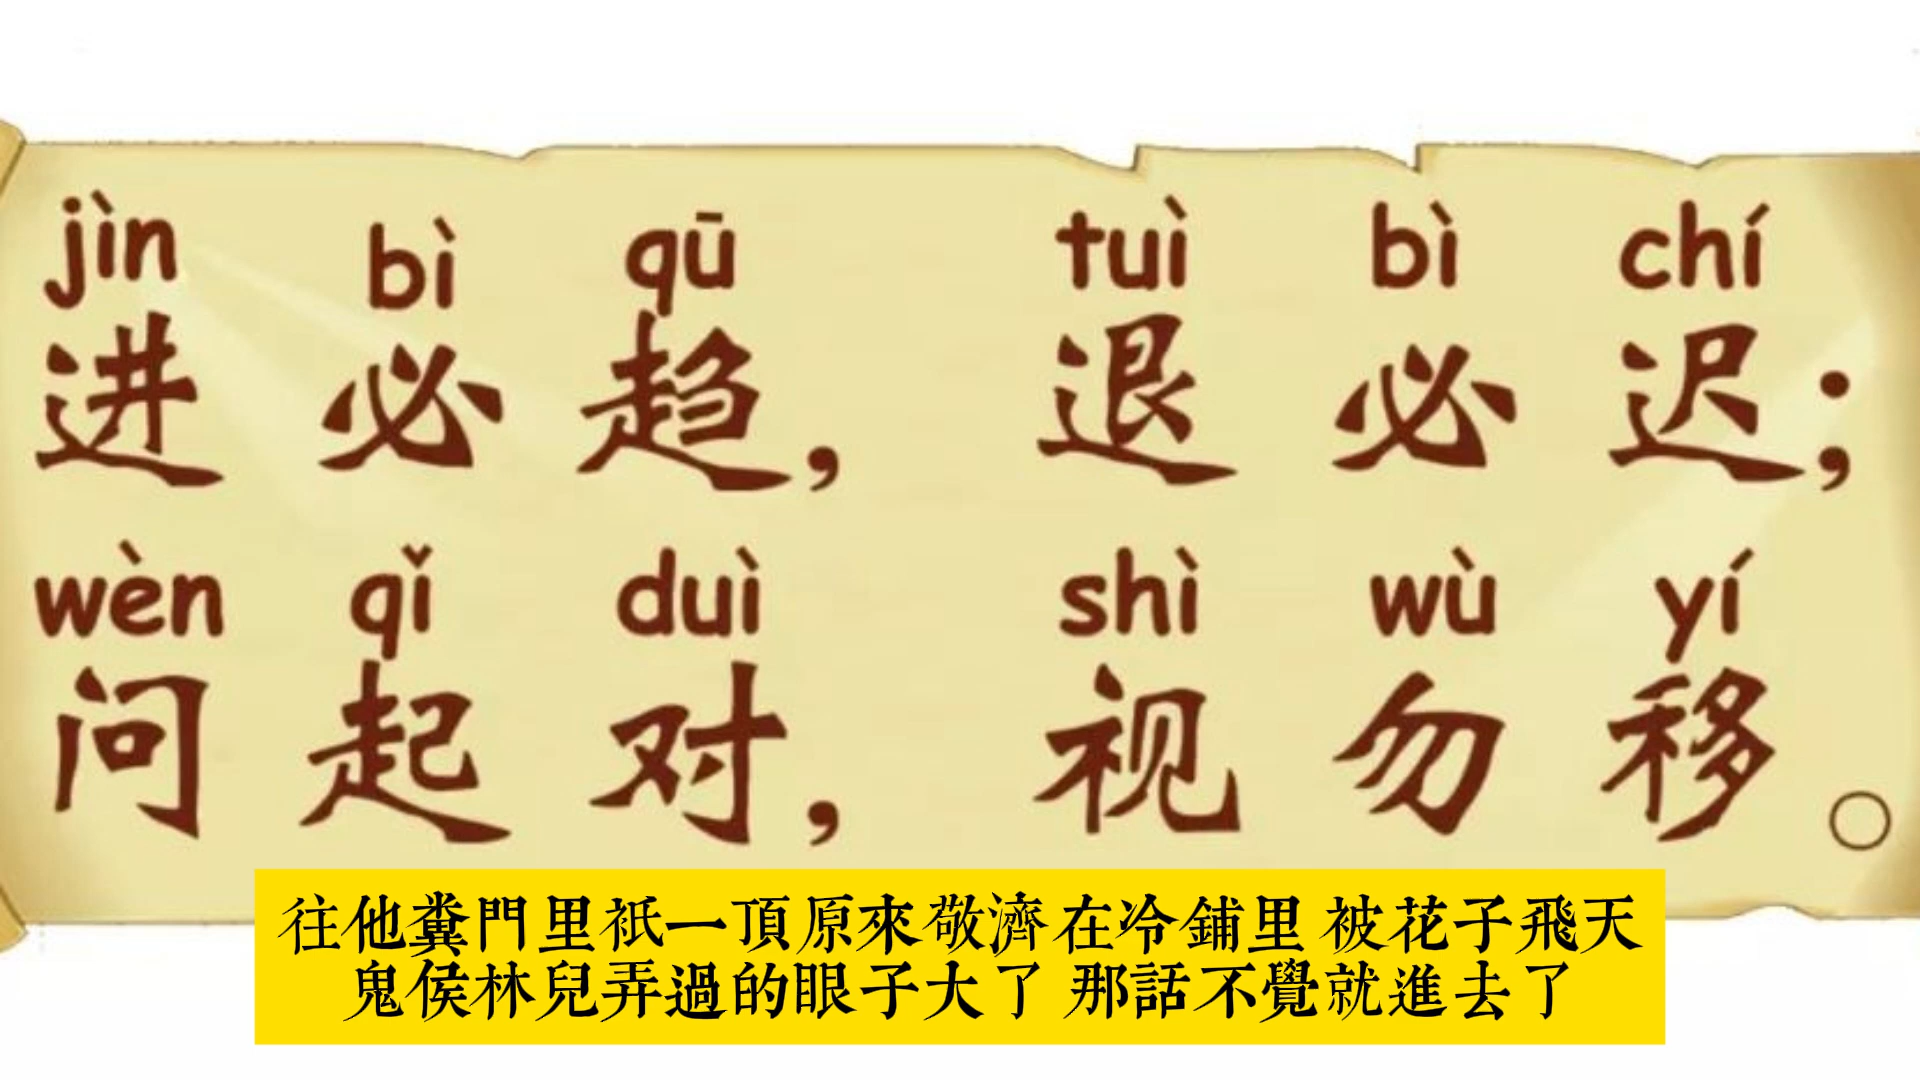 jìn bì qū tuì bì chí
进必趋，退必迟；
wèn qǐ duì shì wù yí
问起对，视勿移。
往他糞門里祇一頂原來敬濟在冷鋪里 被花子飛天
鬼侯林兒弄過的眼子大了 那話不覺就進去了